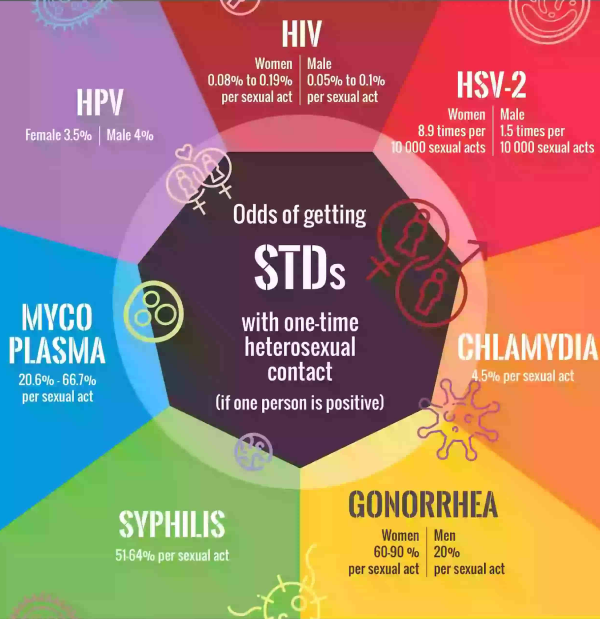 Odds of getting
STDs
with one-time
heterosexual
contact
(if one person is positive)
HIV
Women | Male
0.08% to 0.19% | 0.05% to 0.1%
per sexual act | per sexual act
HSV-2
Women | Male
8.9 times per | 1.5 times per
10 000 sexual acts | 10 000 sexual acts
CHLAMYDIA
4.5% per sexual act
GONORRHEA
Women | Men
60-90 % | 20%
per sexual act | per sexual act
SYPHILIS
51-64% per sexual act
MYCO
PLASMA
20.6% - 66.7%
per sexual act
HPV
Female 3.5% | Male 4%